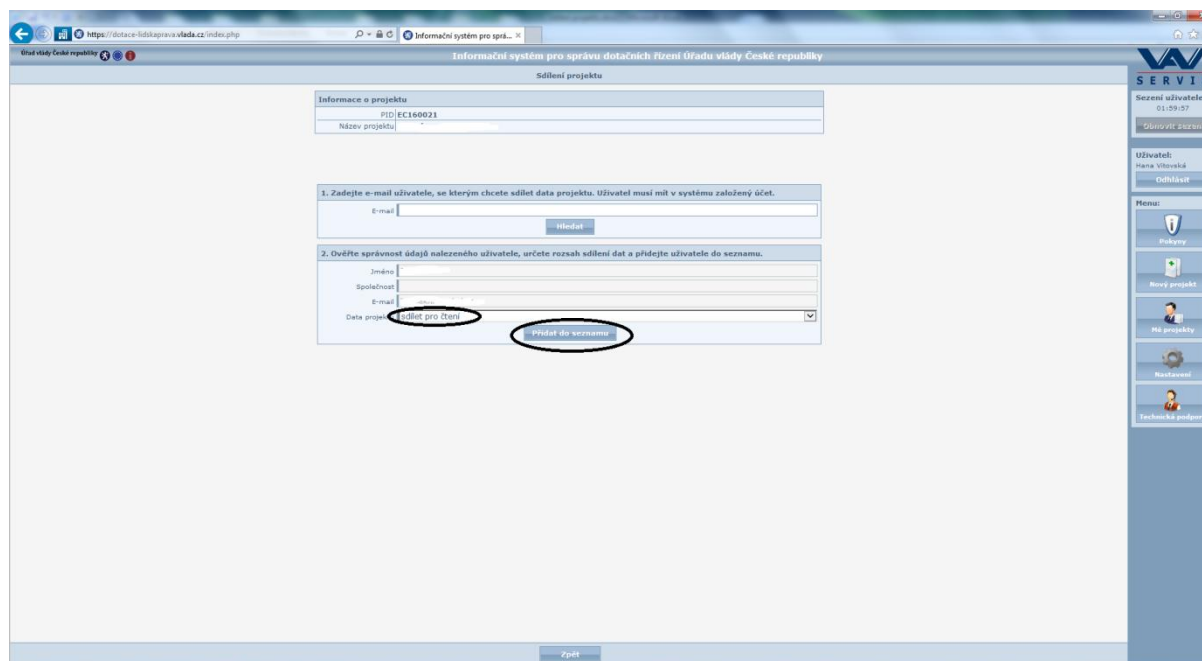 https://dotace-lidskaprava.vlada.cz/index.php
Informační systém pro sprá... ×
Úřad vlády České republiky
Informační systém pro správu dotačních řízení Úřadu vlády České republiky
Sdílení projektu
Informace o projektu
PID EC160021
Název projektu
1. Zadejte e-mail uživatele, se kterým chcete sdílet data projektu. Uživatel musí mít v systému založený účet.
E-mail
Hledat
2. Ověřte správnost údajů nalezeného uživatele, určete rozsah sdílení dat a přidejte uživatele do seznamu.
Jméno
Společnost
E-mail
Data projek sdílet pro čtení
Přidat do seznamu
Zpět
SERVI
Sezení uživatele
01:59:57
Obnovit sezen
Uživatel:
Hana Vítovská
Odhlásit
Menu:
Pokyny
Nový projekt
Mé projekty
Nastavení
Technická podpor